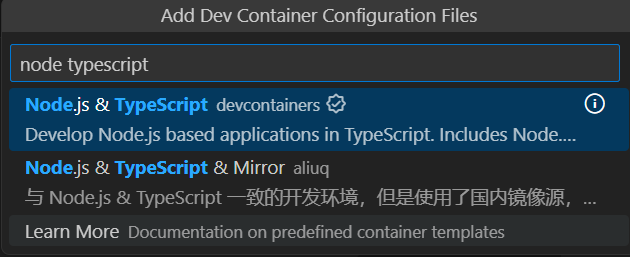 Add Dev Container Configuration Files
node typescript
Node.js & TypeScript devcontainers
Develop Node.js based applications in TypeScript. Includes Node....
Node.js & TypeScript & Mirror aliuq
与 Node.js & TypeScript 一致的开发环境，但是使用了国内镜像源，...
Learn More Documentation on predefined container templates